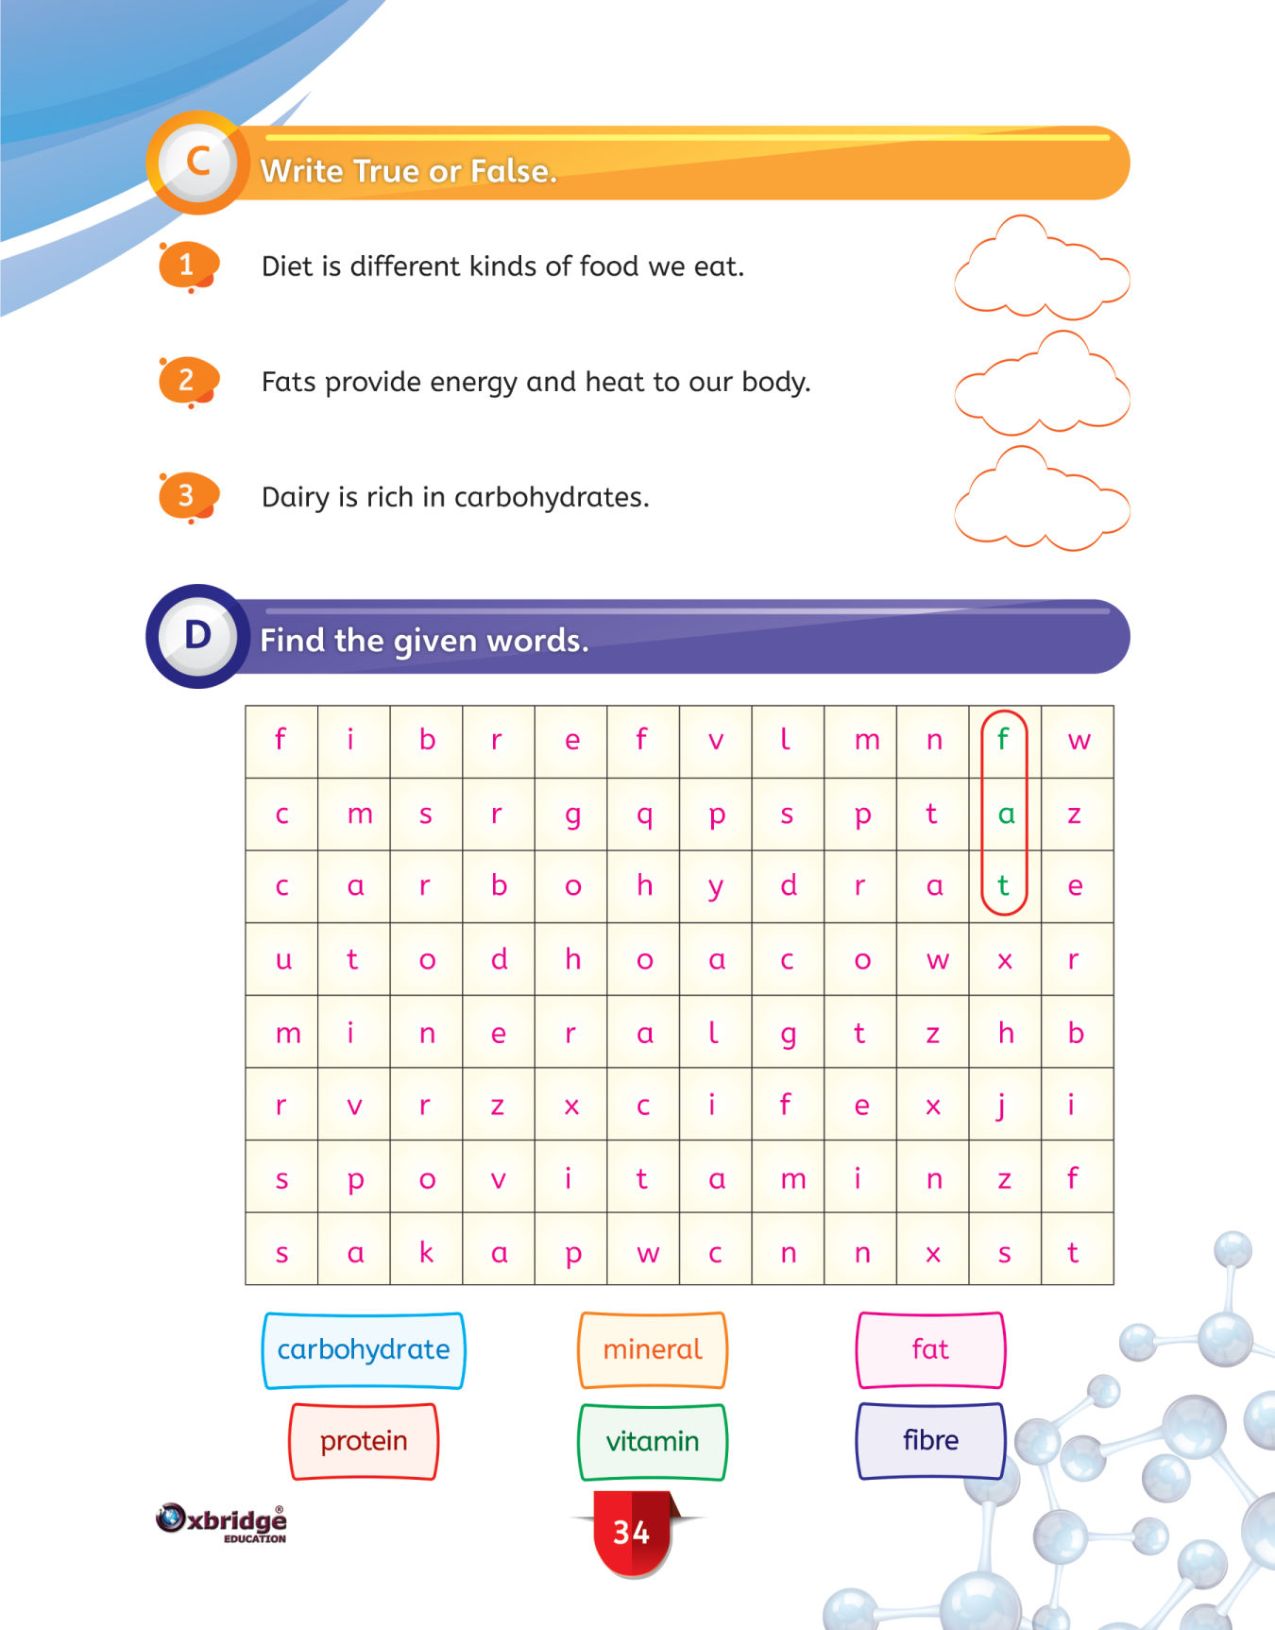 C
Write True or False.
1
Diet is different kinds of food we eat.
2
Fats provide energy and heat to our body.
3
Dairy is rich in carbohydrates.
D
Find the given words.
f i b r e f v l m n f w
c m s r g q p s p t a z
c a r b o h y d r a t e
u t o d h o a c o w x r
m i n e r a l g t z h b
r v r z x c i f e x j i
s p o v i t a m i n z f
s a k a p w c n n x s t
carbohydrate mineral fat
protein vitamin fibre
Oxbridge®
EDUCATION
34